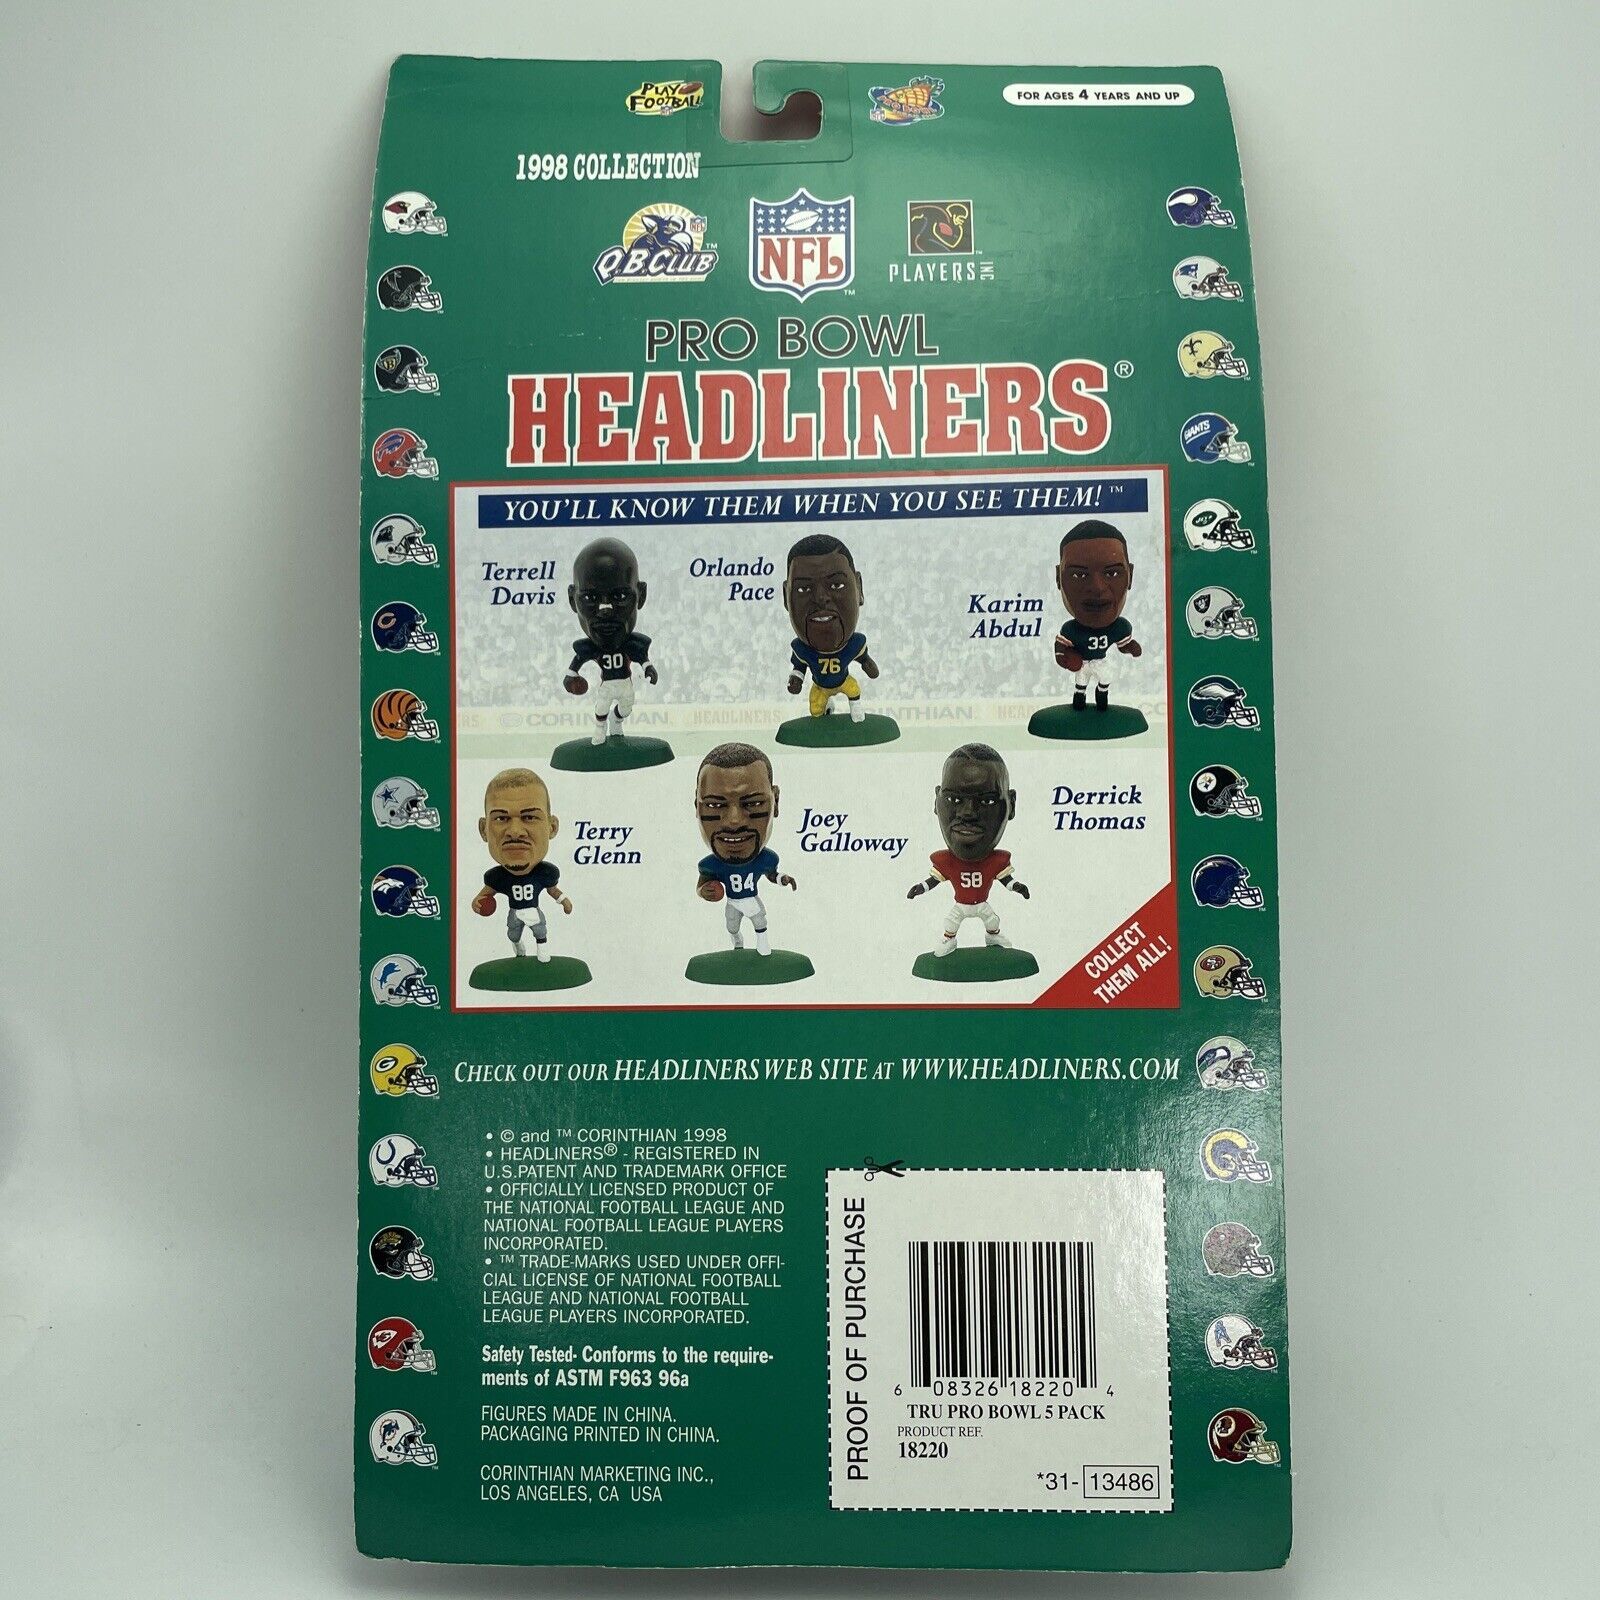 PLAY
FOOTBALL
FOR AGES 4 YEARS AND UP
1998 COLLECTION
Q.B.CLUB™
NFL
NFL™
PLAYERS INC
PRO BOWL
HEADLINERS®
YOU'LL KNOW THEM WHEN YOU SEE THEM!™
Terrell
Davis
30
Orlando
Pace
76
Karim
Abdul
33
CORINTHIAN. HEADLINERS
Terry
Glenn
88
Joey
Galloway
84
Derrick
Thomas
58
COLLECT
THEM ALL!
GIANTS
JETS
CHECK OUT OUR HEADLINERS WEB SITE AT WWW.HEADLINERS.COM
• © and ™ CORINTHIAN 1998
• HEADLINERS® - REGISTERED IN
U.S.PATENT AND TRADEMARK OFFICE
• OFFICIALLY LICENSED PRODUCT OF
THE NATIONAL FOOTBALL LEAGUE AND
NATIONAL FOOTBALL LEAGUE PLAYERS
INCORPORATED.
• ™ TRADE-MARKS USED UNDER OFFI-
CIAL LICENSE OF NATIONAL FOOTBALL
LEAGUE AND NATIONAL FOOTBALL
LEAGUE PLAYERS INCORPORATED.
Safety Tested- Conforms to the require-
ments of ASTM F963 96a
FIGURES MADE IN CHINA.
PACKAGING PRINTED IN CHINA.
CORINTHIAN MARKETING INC.,
LOS ANGELES, CA USA
PROOF OF PURCHASE
6 08326 18220 4
TRU PRO BOWL 5 PACK
PRODUCT REF.
18220
*31- 13486